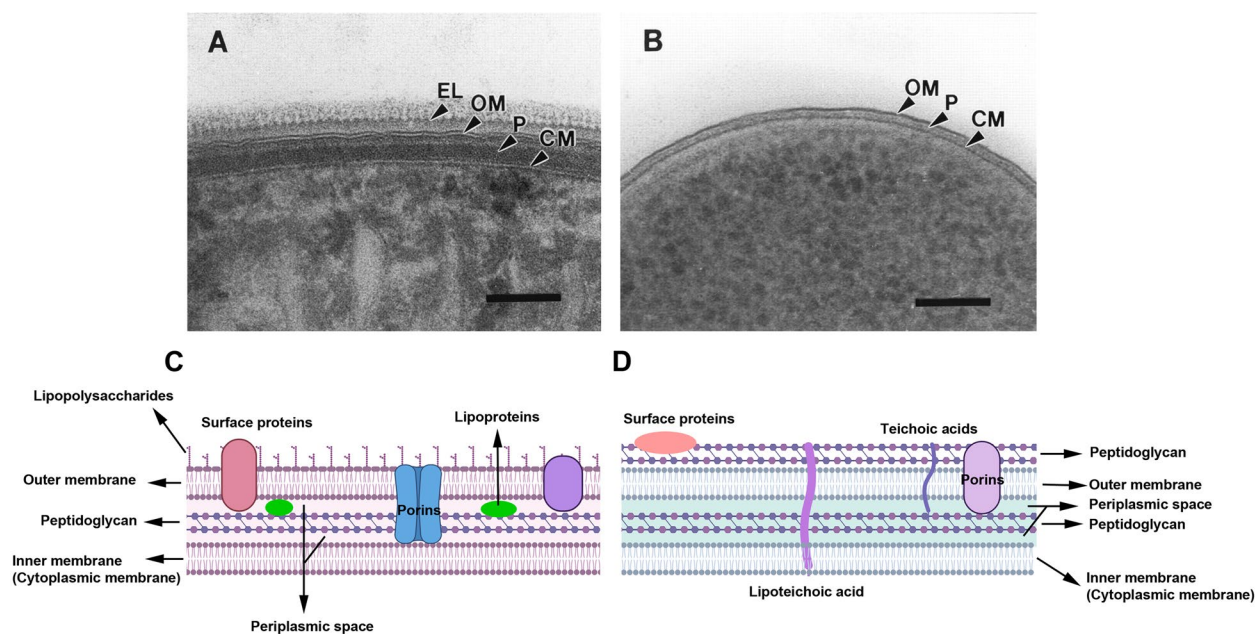 A
EL
OM
P
CM
B
OM
P
CM
C
Lipopolysaccharides
Surface proteins
Lipoproteins
Outer membrane
Porins
Peptidoglycan
Inner membrane
(Cytoplasmic membrane)
Periplasmic space
D
Surface proteins
Teichoic acids
Peptidoglycan
Porins
Outer membrane
Periplasmic space
Peptidoglycan
Inner membrane
(Cytoplasmic membrane)
Lipoteichoic acid